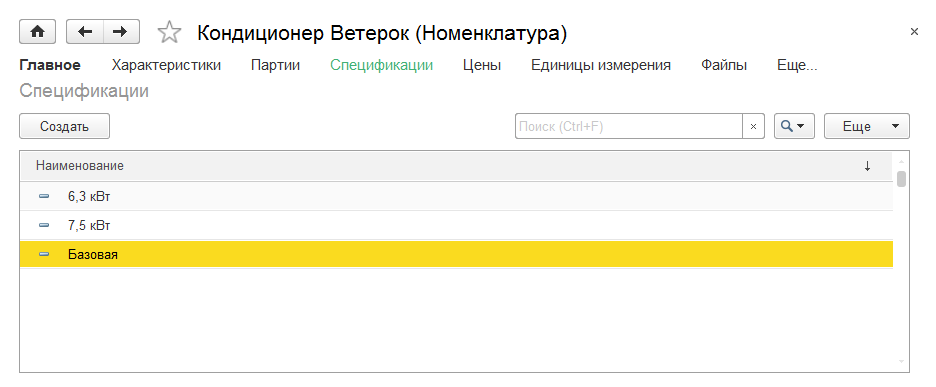 Кондиционер Ветерок (Номенклатура)
Главное Характеристики Партии Спецификации Цены Единицы измерения Файлы Еще...
Спецификации
Создать Поиск (Ctrl+F) Еще
Наименование
6,3 кВт
7,5 кВт
Базовая